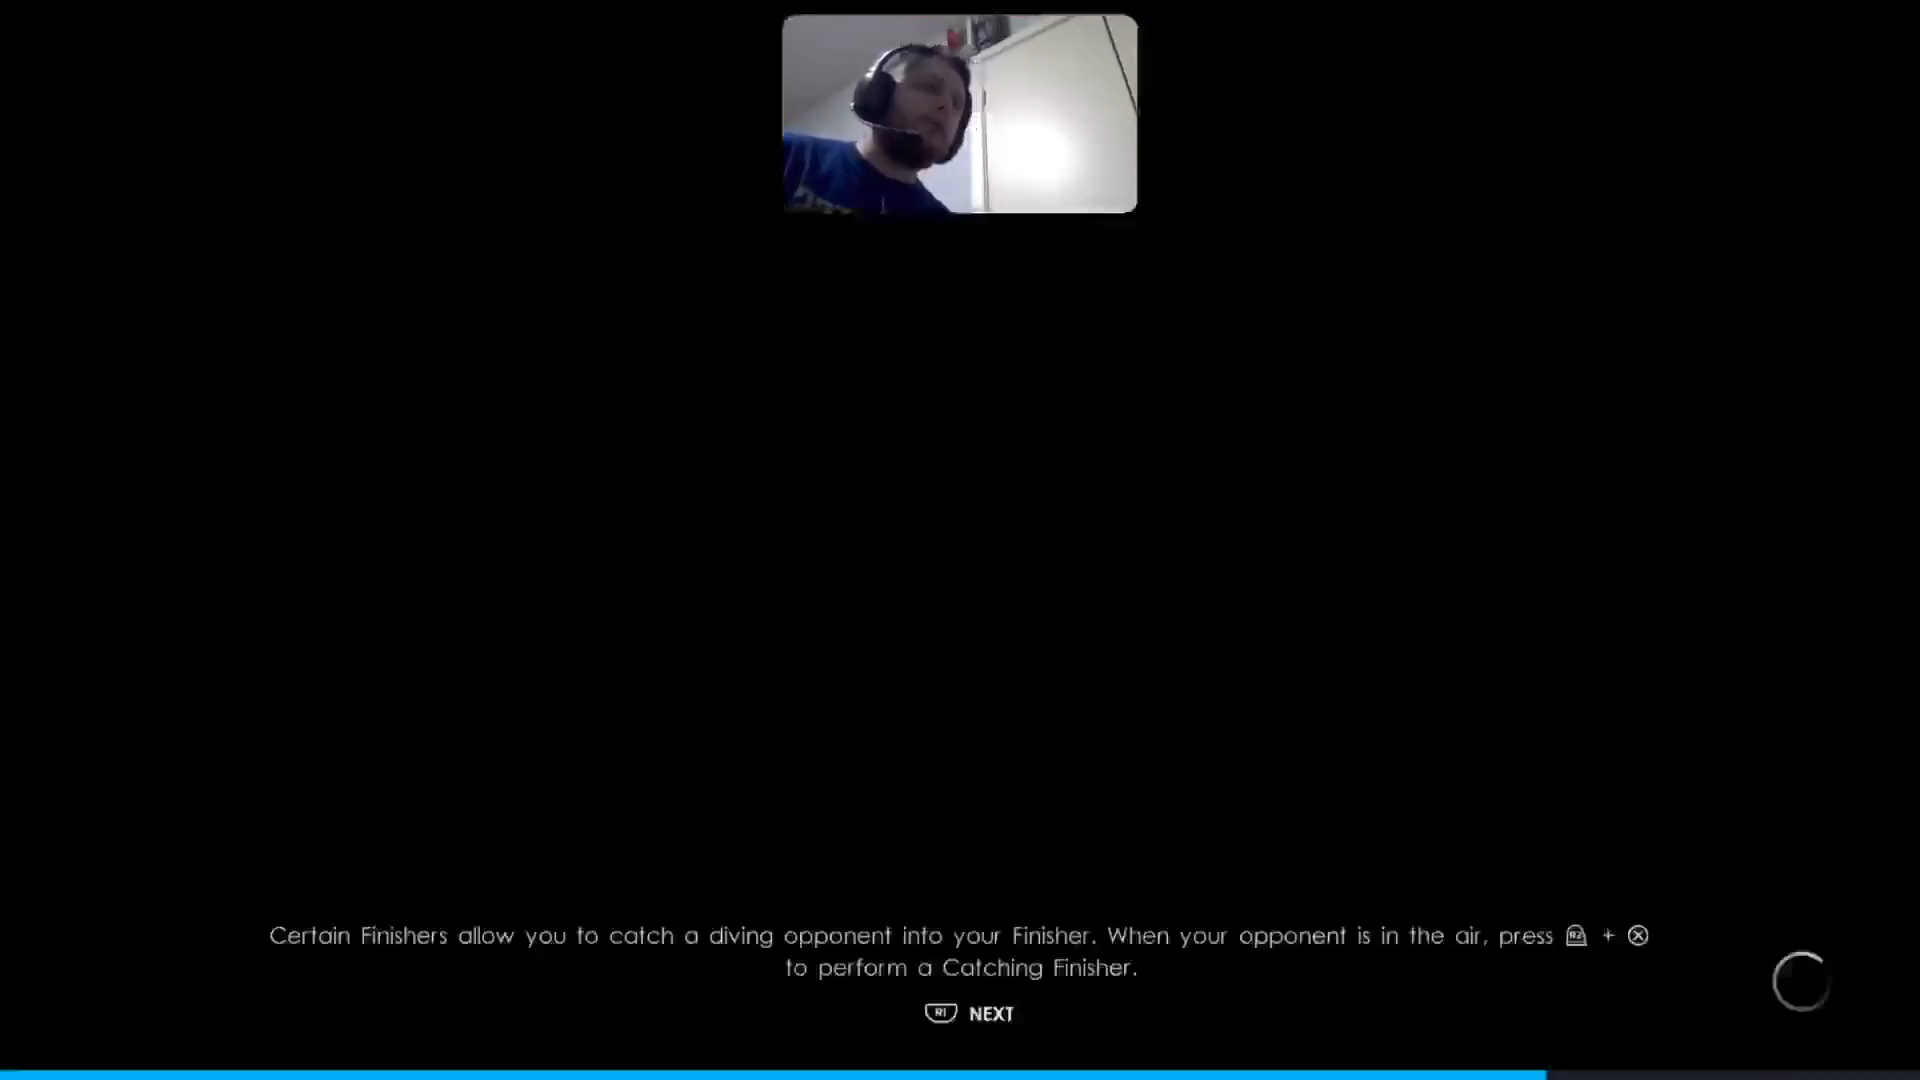 Certain Finishers allow you to catch a diving opponent into your Finisher. When your opponent is in the air, press R2 + ⓧ
to perform a Catching Finisher.
R1 NEXT